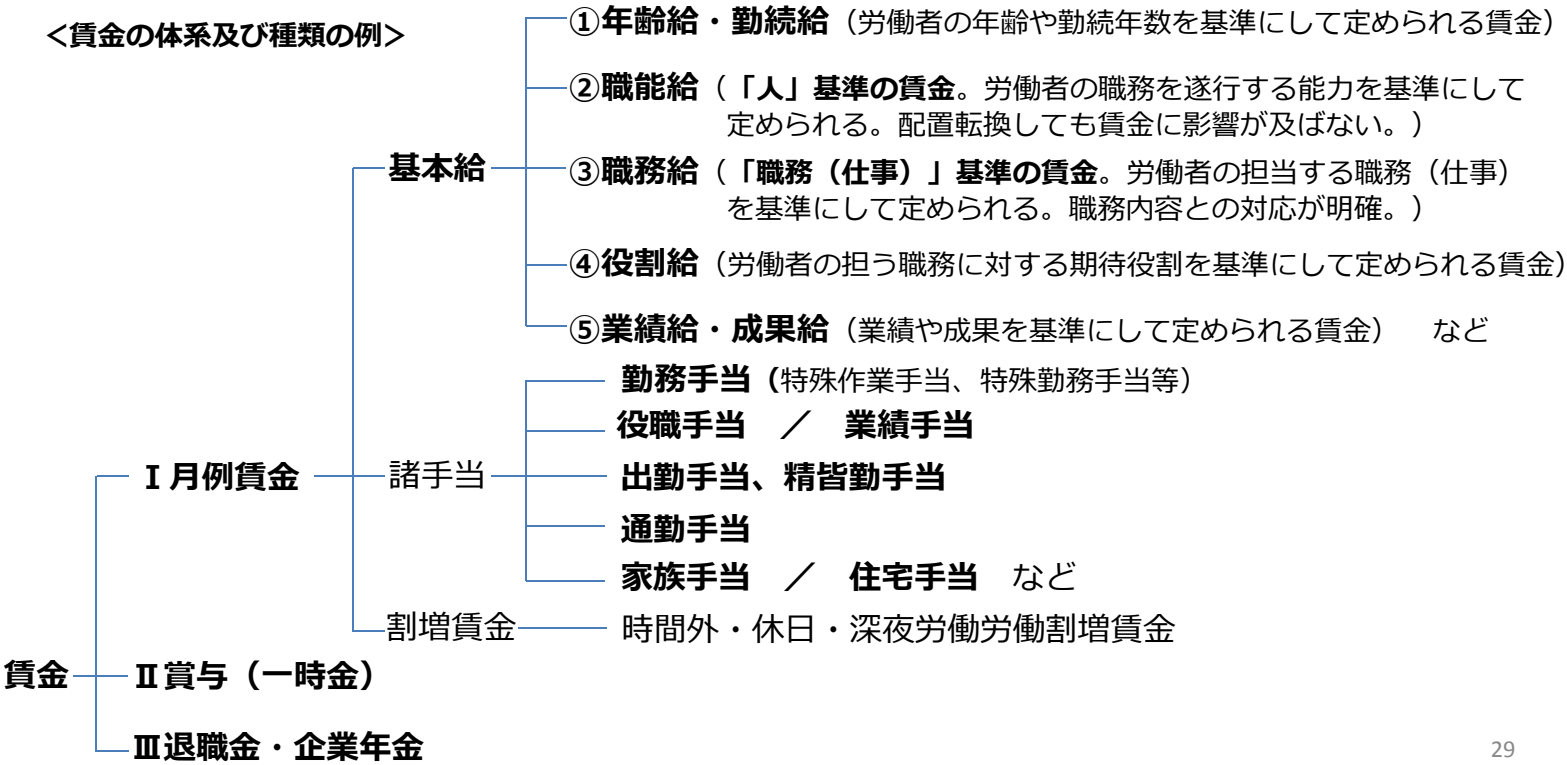 ＜賃金の体系及び種類の例＞
①年齢給・勤続給（労働者の年齢や勤続年数を基準にして定められる賃金）
②職能給（「人」基準の賃金。労働者の職務を遂行する能力を基準にして
定められる。配置転換しても賃金に影響が及ばない。）
基本給
③職務給（「職務（仕事）」基準の賃金。労働者の担当する職務（仕事）
を基準にして定められる。職務内容との対応が明確。）
④役割給（労働者の担う職務に対する期待役割を基準にして定められる賃金）
⑤業績給・成果給（業績や成果を基準にして定められる賃金）　など
勤務手当（特殊作業手当、特殊勤務手当等）
役職手当　／　業績手当
Ⅰ月例賃金
諸手当
出勤手当、精皆勤手当
通勤手当
家族手当　／　住宅手当　など
割増賃金
時間外・休日・深夜労働労働割増賃金
賃金
Ⅱ賞与（一時金）
Ⅲ退職金・企業年金
29